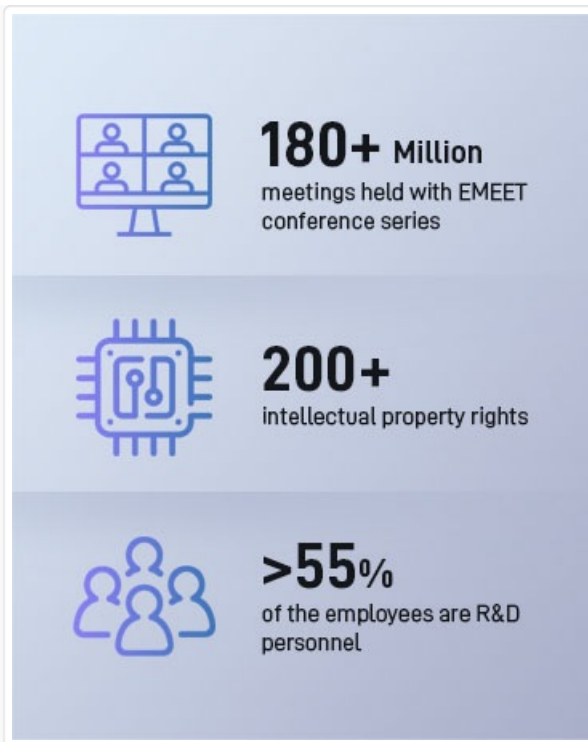 180+ Million
meetings held with EMEET
conference series
200+
intellectual property rights
>55%
of the employees are R&D
personnel